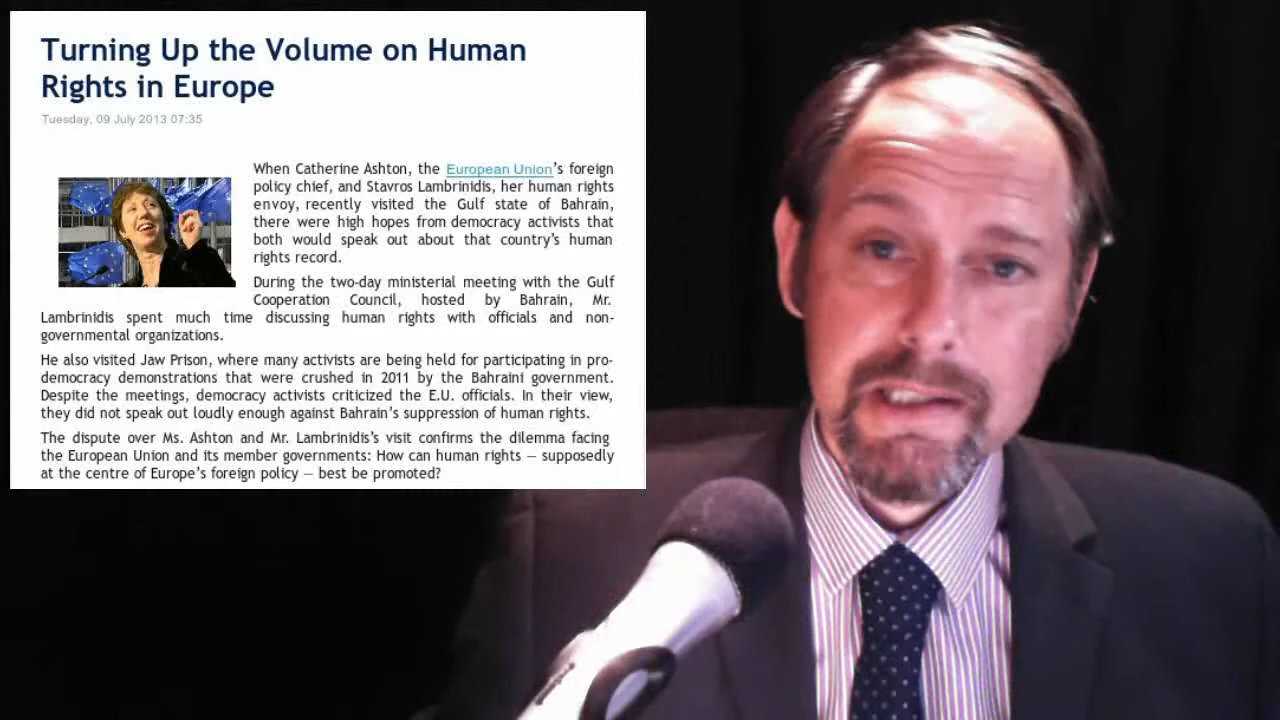 Turning Up the Volume on Human
Rights in Europe
Tuesday, 09 July 2013 07:35
When Catherine Ashton, the European Union's foreign
policy chief, and Stavros Lambrinidis, her human rights
envoy, recently visited the Gulf state of Bahrain,
there were high hopes from democracy activists that
both would speak out about that country's human
rights record.
During the two-day ministerial meeting with the Gulf
Cooperation Council, hosted by Bahrain, Mr.
Lambrinidis spent much time discussing human rights with officials and non-
governmental organizations.
He also visited Jaw Prison, where many activists are being held for participating in pro-
democracy demonstrations that were crushed in 2011 by the Bahraini government.
Despite the meetings, democracy activists criticized the E.U. officials. In their view,
they did not speak out loudly enough against Bahrain's suppression of human rights.
The dispute over Ms. Ashton and Mr. Lambrinidis's visit confirms the dilemma facing
the European Union and its member governments: How can human rights — supposedly
at the centre of Europe's foreign policy — best be promoted?